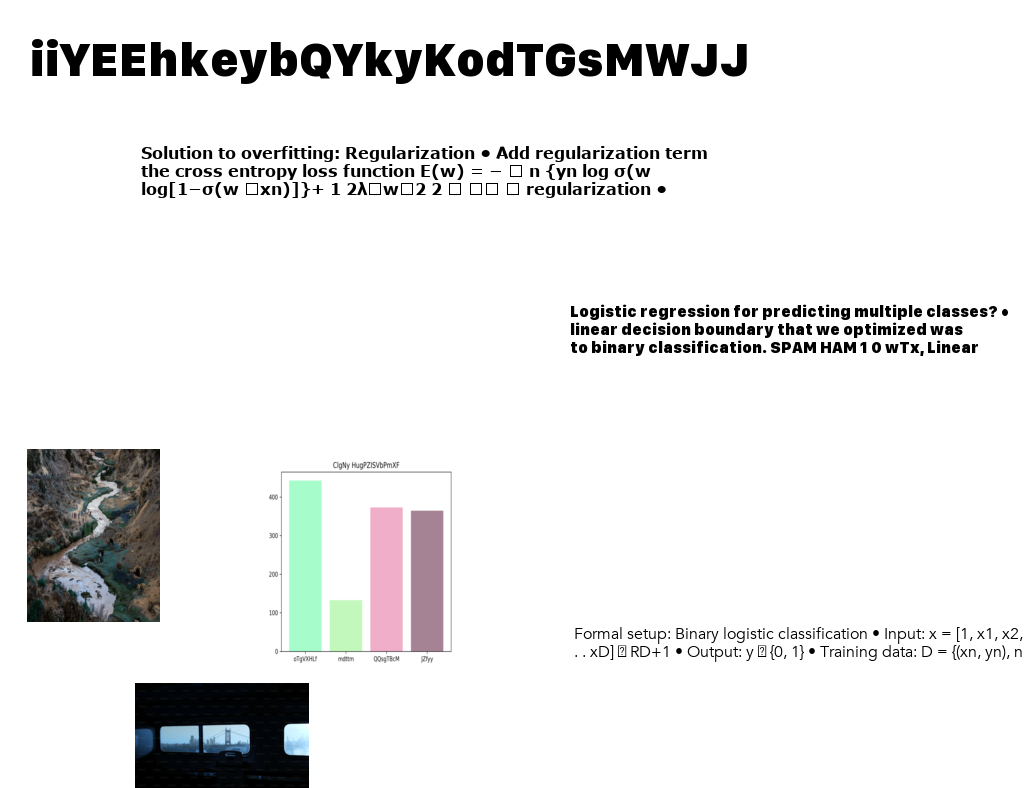 iiYEEhkeybQYkyKodTGsMWJJ
Solution to overfitting: Regularization • Add regularization term
the cross entropy loss function E(w) = − □ n {yn log σ(w
log[1−σ(w □xn)]}+ 1 2λ□w□2 2 □ □□ □ regularization •
Logistic regression for predicting multiple classes? •
linear decision boundary that we optimized was
to binary classification. SPAM HAM 1 0 wTx, Linear
ClgNy HugPZISVbPmXF
400
300
200
100
0
oTgVXHLf mdttm QQsgTBcM jZfyy
Formal setup: Binary logistic classification • Input: x = [1, x1, x2,
. . xD] □ RD+1 • Output: y □ {0, 1} • Training data: D = {(xn, yn), n